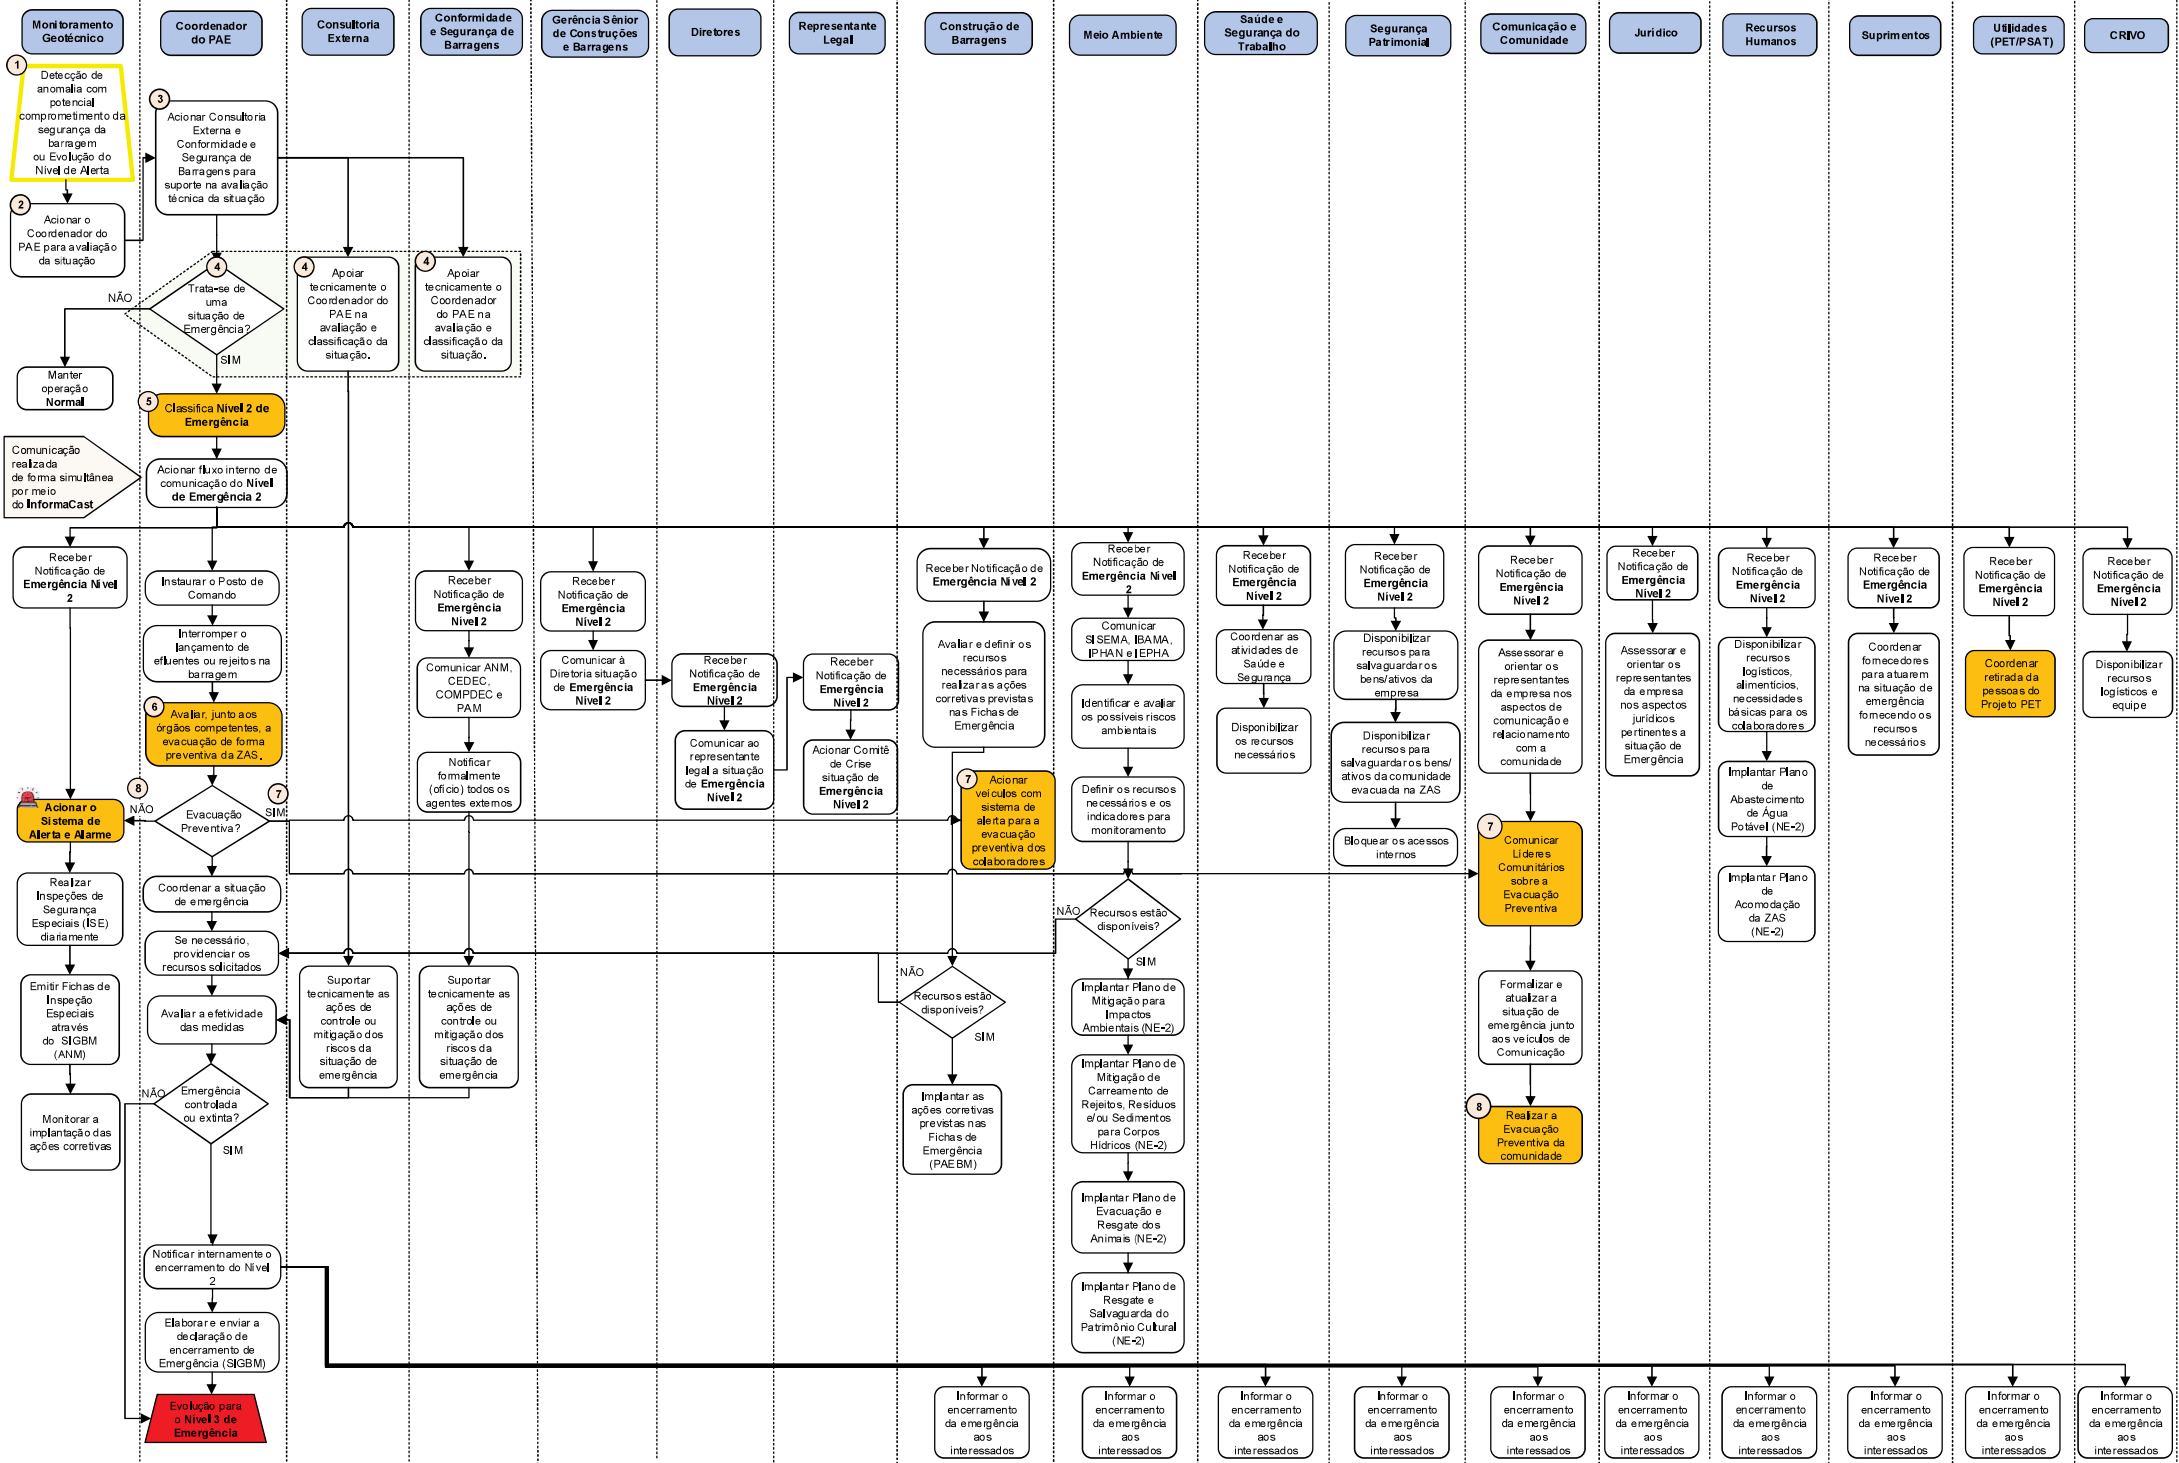 Monitoramento
Geotécnico
Coordenador
do PAE
Consultoria
Externa
Conformidade
e Segurança de
Barragens
Gerência Sênior
de Construções
e Barragens
Diretores
Representante
Legal
Construção de
Barragens
Meio Ambiente
Saúde e
Segurança do
Trabalho
Segurança
Patrimonial
Comunicação e
Comunidade
Jurídico
Recursos
Humanos
Suprimentos
Utilidades
(PET/PSAT)
CRIVO
1
Detecção de
anomalia com
potencial
comprometimento da
segurança da
barragem
ou Evolução do
Nível de Alerta
2
Acionar o
Coordenador do
PAE para avaliação
da situação
3
Acionar Consultoria
Externa e
Conformidade e
Segurança de
Barragens para
suporte na avaliação
técnica da situação
4
Trata-se de
uma
situação de
Emergência?
NÃO
SIM
4
Apoiar
tecnicamente o
Coordenador do
PAE na
avaliação e
classificação da
situação.
4
Apoiar
tecnicamente o
Coordenador
do PAE na
avaliação e
classificação da
situação.
Manter
operação
Normal
5
Classifica Nível 2 de
Emergência
Comunicação
realizada
de forma simultânea
por meio
do InformaCast
Acionar fluxo interno de
comunicação do Nível
de Emergência 2
Receber
Notificação de
Emergência Nível
2
Acionar o
Sistema de
Alerta e Alarme
Realizar
Inspeções de
Segurança
Especiais (ISE)
diariamente
Emitir Fichas de
Inspeção
Especiais
através
do SIGBM
(ANM)
Monitorar a
implantação das
ações corretivas
Instaurar o Posto de
Comando
Interromper o
lançamento de
efluentes ou rejeitos na
barragem
6
Avaliar, junto aos
órgãos competentes, a
evacuação de forma
preventiva da ZAS.
8
NÃO
7
SIM
Evacuação
Preventiva?
Coordenar a situação
de emergência
Se necessário,
providenciar os
recursos solicitados
Avaliar a efetividade
das medidas
NÃO
Emergência
controlada
ou extinta?
SIM
Notificar internamente o
encerramento do Nível
2
Elaborar e enviar a
declaração de
encerramento de
Emergência (SIGBM)
Evolução para
o Nível 3 de
Emergência
Suportar
tecnicamente as
ações de
controle ou
mitigação dos
riscos da
situação de
emergência
Receber
Notificação de
Emergência
Nível 2
Comunicar ANM,
CEDEC,
COMPDEC e
PAM
Notificar
formalmente
(ofício) todos os
agentes externos
Suportar
tecnicamente as
ações de
controle ou
mitigação dos
riscos da
situação de
emergência
Receber
Notificação de
Emergência
Nível 2
Comunicar à
Diretoria situação
de Emergência
Nível 2
Receber
Notificação de
Emergência
Nível 2
Comunicar ao
representante
legal a situação
de Emergência
Nível 2
Receber
Notificação de
Emergência
Nível 2
Acionar Comitê
de Crise
situação de
Emergência
Nível 2
Receber Notificação de
Emergência Nível 2
Avaliar e definir os
recursos
necessários para
realizar as ações
corretivas previstas
nas Fichas de
Emergência
7
Acionar
veículos com
sistema de
alerta para a
evacuação
preventiva dos
colaboradores
NÃO
Recursos estão
disponíveis?
SIM
Implantar as
ações corretivas
previstas nas
Fichas de
Emergência
(PAEBM)
Informar o
encerramento
da emergência
aos
interessados
Receber
Notificação de
Emergência Nível
2
Comunicar
SISEMA, IBAMA,
IPHAN e IEPHA
Identificar e avaliar
os possíveis riscos
ambientais
Definir os recursos
necessários e os
indicadores para
monitoramento
NÃO
Recursos estão
disponíveis?
SIM
Implantar Plano de
Mitigação para
Impactos
Ambientais (NE-2)
Implantar Plano de
Mitigação de
Carreamento de
Rejeitos, Resíduos
e/ou Sedimentos
para Corpos
Hídricos (NE-2)
Implantar Plano de
Evacuação e
Resgate dos
Animais (NE-2)
Implantar Plano de
Resgate e
Salvaguarda do
Patrimônio Cultural
(NE-2)
Informar o
encerramento
da emergência
aos
interessados
Receber
Notificação de
Emergência
Nível 2
Coordenar as
atividades de
Saúde e
Segurança
Disponibilizar
os recursos
necessários
Informar o
encerramento
da emergência
aos
interessados
Receber
Notificação de
Emergência
Nível 2
Disponibilizar
recursos para
salvaguardar os
bens/ativos da
empresa
Disponibilizar
recursos para
salvaguardar os bens/
ativos da comunidade
evacuada na ZAS
Bloquear os acessos
internos
Informar o
encerramento
da emergência
aos
interessados
Receber
Notificação de
Emergência
Nível 2
Assessorar e
orientar os
representantes
da empresa nos
aspectos de
comunicação e
relacionamento
com a
comunidade
7
Comunicar
Líderes
Comunitários
sobre a
Evacuação
Preventiva
Formalizar e
atualizar a
situação de
emergência junto
aos veículos de
Comunicação
8
Realizar a
Evacuação
Preventiva da
comunidade
Informar o
encerramento
da emergência
aos
interessados
Receber
Notificação de
Emergência
Nível 2
Assessorar e
orientar os
representantes
da empresa
nos aspectos
jurídicos
pertinentes a
situação de
Emergência
Informar o
encerramento
da emergência
aos
interessados
Receber
Notificação de
Emergência
Nível 2
Disponibilizar
recursos
logísticos,
alimentícios,
necessidades
básicas para os
colaboradores
Implantar Plano
de
Abastecimento
de Água
Potável (NE-2)
Implantar Plano
de
Acomodação
da ZAS
(NE-2)
Informar o
encerramento
da emergência
aos
interessados
Receber
Notificação de
Emergência
Nível 2
Coordenar
fornecedores
para atuarem
na situação de
emergência
fornecendo os
recursos
necessários
Informar o
encerramento
da emergência
aos
interessados
Receber
Notificação de
Emergência
Nível 2
Coordenar
retirada da
pessoas do
Projeto PET
Informar o
encerramento
da emergência
aos
interessados
Receber
Notificação de
Emergência
Nível 2
Disponibilizar
recursos
logísticos e
equipe
Informar o
encerramento
da emergência
aos
interessados